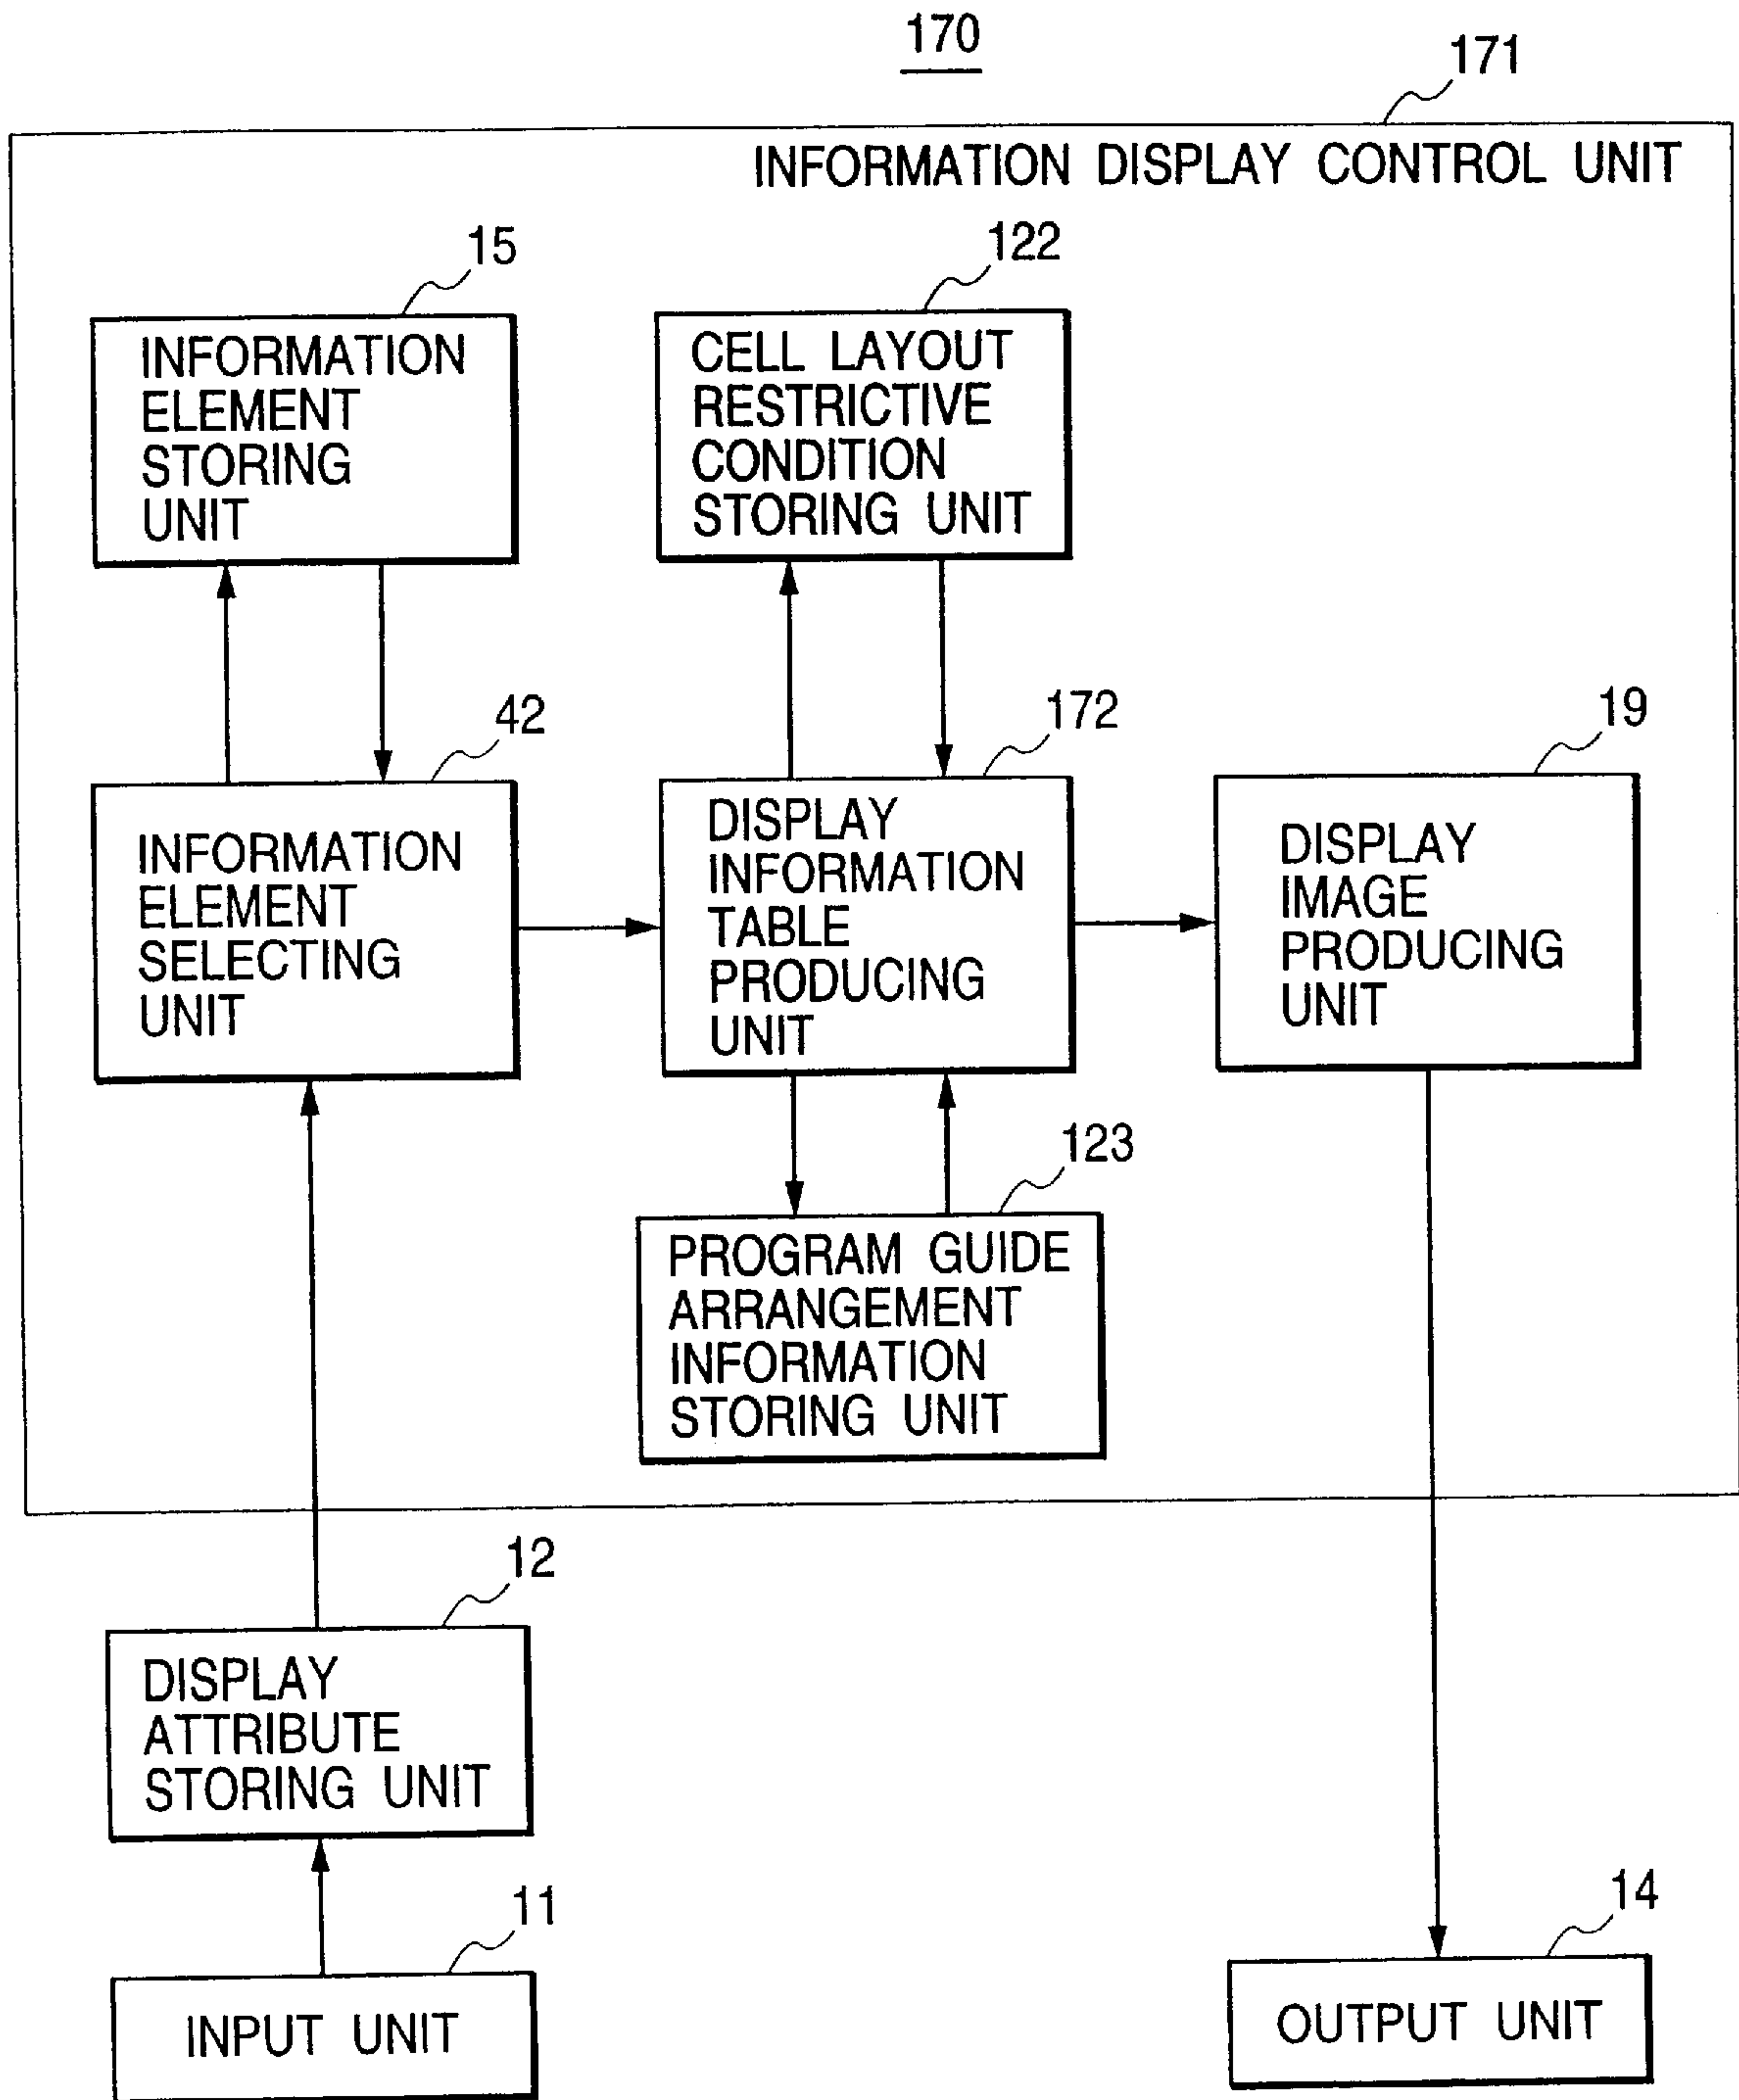 170
171
INFORMATION DISPLAY CONTROL UNIT
15
INFORMATION
ELEMENT
STORING
UNIT
122
CELL LAYOUT
RESTRICTIVE
CONDITION
STORING UNIT
42
INFORMATION
ELEMENT
SELECTING
UNIT
172
DISPLAY
INFORMATION
TABLE
PRODUCING
UNIT
19
DISPLAY
IMAGE
PRODUCING
UNIT
123
PROGRAM GUIDE
ARRANGEMENT
INFORMATION
STORING UNIT
12
DISPLAY
ATTRIBUTE
STORING UNIT
11
INPUT UNIT
14
OUTPUT UNIT